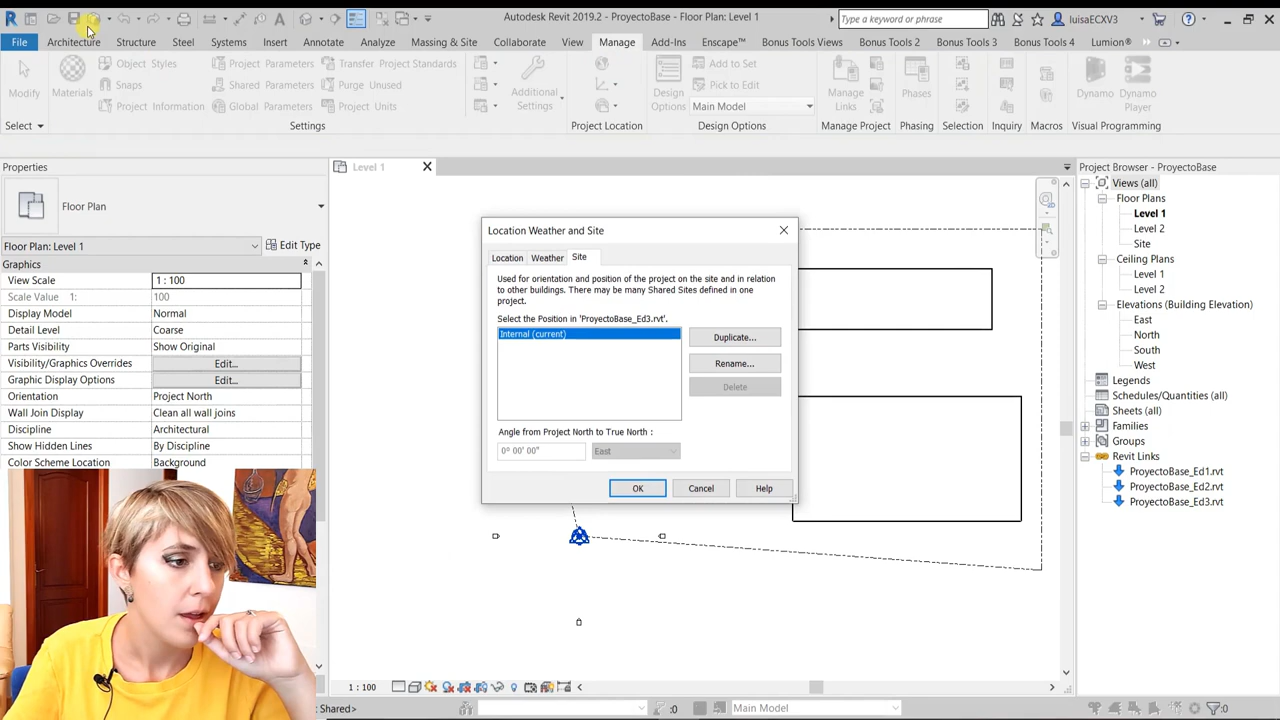 Autodesk Revit 2019.2 - ProyectoBase - Floor Plan: Level 1
Type a keyword or phrase
luisaECXV3
File Architecture Structure Steel Systems Insert Annotate Analyze Massing & Site Collaborate View Manage Add-Ins Enscape™ Bonus Tools Views Bonus Tools 2 Bonus Tools 3 Bonus Tools 4 Lumion®
Modify
Materials
Object Styles
Snaps
Project Information
Project Parameters
Shared Parameters
Global Parameters
Transfer Project Standards
Purge Unused
Project Units
Additional
Settings
Design
Options
Add to Set
Pick to Edit
Main Model
Manage
Links
Phases
Dynamo
Dynamo
Player
Select
Settings
Project Location
Design Options
Manage Project
Phasing
Selection
Inquiry
Macros
Visual Programming
Properties
Floor Plan
Floor Plan: Level 1
Edit Type
Graphics
View Scale 1 : 100
Scale Value 1: 100
Display Model Normal
Detail Level Coarse
Parts Visibility Show Original
Visibility/Graphics Overrides Edit...
Graphic Display Options Edit...
Orientation Project North
Wall Join Display Clean all wall joins
Discipline Architectural
Show Hidden Lines By Discipline
Color Scheme Location Background
Level 1
Location Weather and Site
Location Weather Site
Used for orientation and position of the project on the site and in relation
to other buildings. There may be many Shared Sites defined in one
project.
Select the Position in 'ProyectoBase_Ed3.rvt'.
Internal (current)
Duplicate...
Rename...
Delete
Angle from Project North to True North :
0° 00' 00"
East
OK
Cancel
Help
Project Browser - ProyectoBase
Views (all)
Floor Plans
Level 1
Level 2
Site
Ceiling Plans
Level 1
Level 2
Elevations (Building Elevation)
East
North
South
West
Legends
Schedules/Quantities (all)
Sheets (all)
Families
Groups
Revit Links
ProyectoBase_Ed1.rvt
ProyectoBase_Ed2.rvt
ProyectoBase_Ed3.rvt
1 : 100
Shared>
:0
Main Model
:0